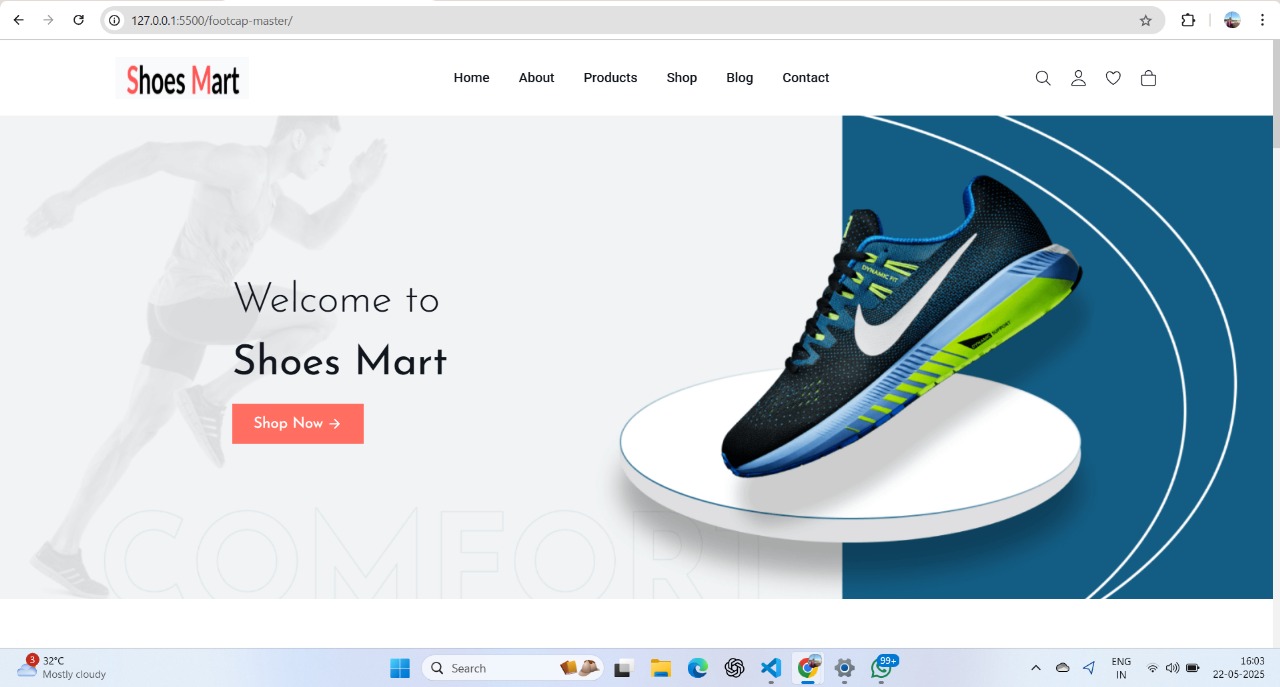 127.0.0.1:5500/footcap-master/
Shoes Mart
Home About Products Shop Blog Contact
DYNAMIC FIT
Welcome to
Shoes Mart
Shop Now →
COMFORT
3
32°C
Mostly cloudy
Search
99+
ENG
IN
16:03
22-05-2025